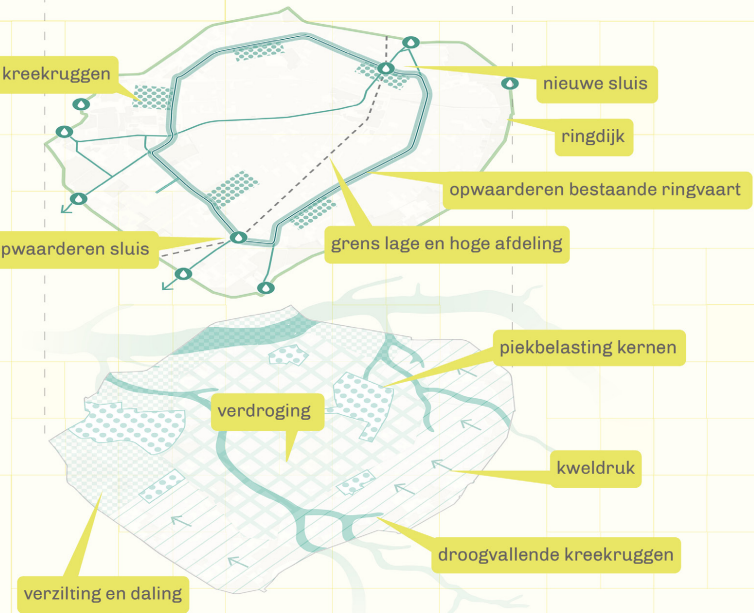 kreekruggen
nieuwe sluis
ringdijk
opwaarderen bestaande ringvaart
grens lage en hoge afdeling
pwaarderen sluis
piekbelasting kernen
verdroging
kweldruk
droogvallende kreekruggen
verzilting en daling